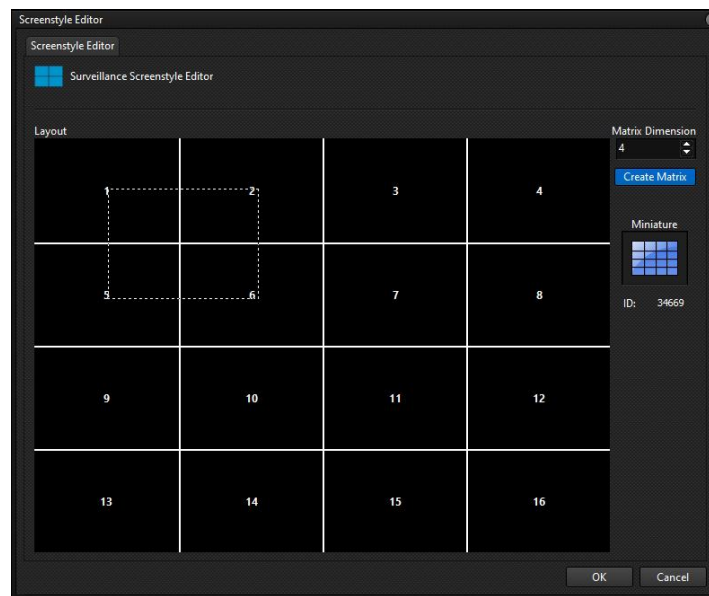 Screenstyle Editor
Screenstyle Editor
Surveillance Screenstyle Editor
Layout
Matrix Dimension
4
Create Matrix
1 2 3 4
Miniature
5 6 7 8
ID: 34669
9 10 11 12
13 14 15 16
OK Cancel